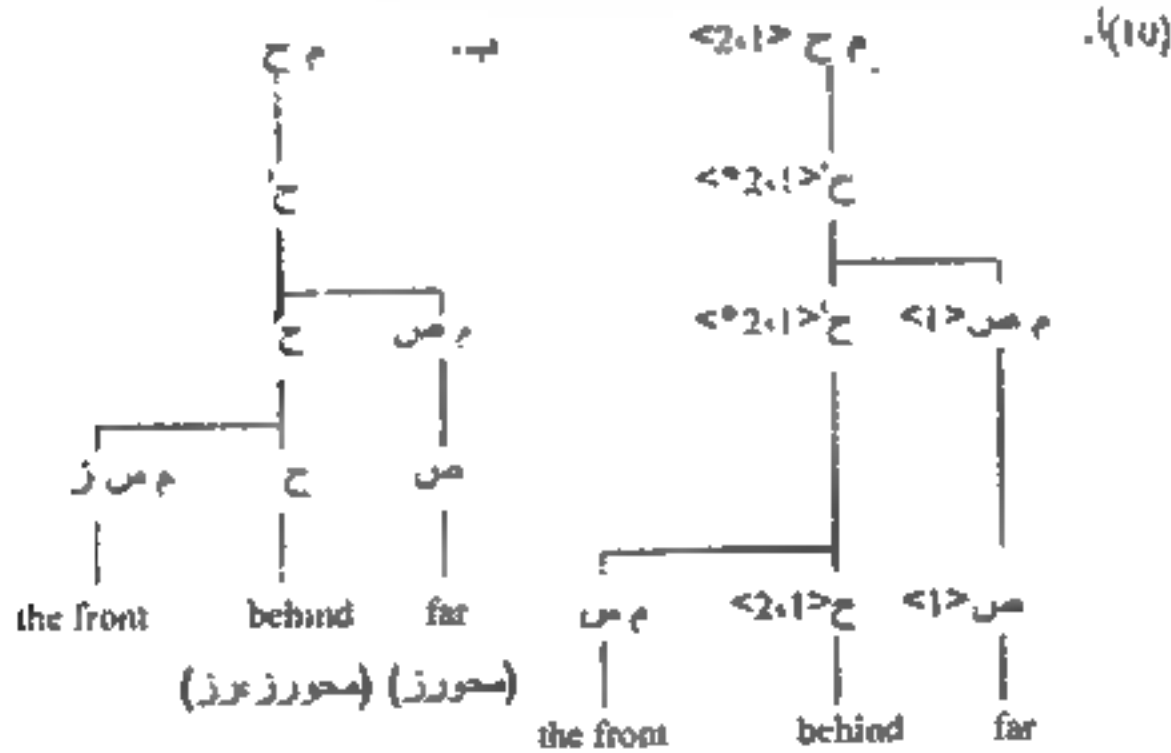 (10)أ. م ح <2،1> ب. م ح
حَ <*2،1> حَ
م ص<1> حَ<*2،1> م ص ح
ص ح م س ز
far behind the front
ص<1> ح<2،1> م س
(محورز) (محورز،مرز)
far behind the front